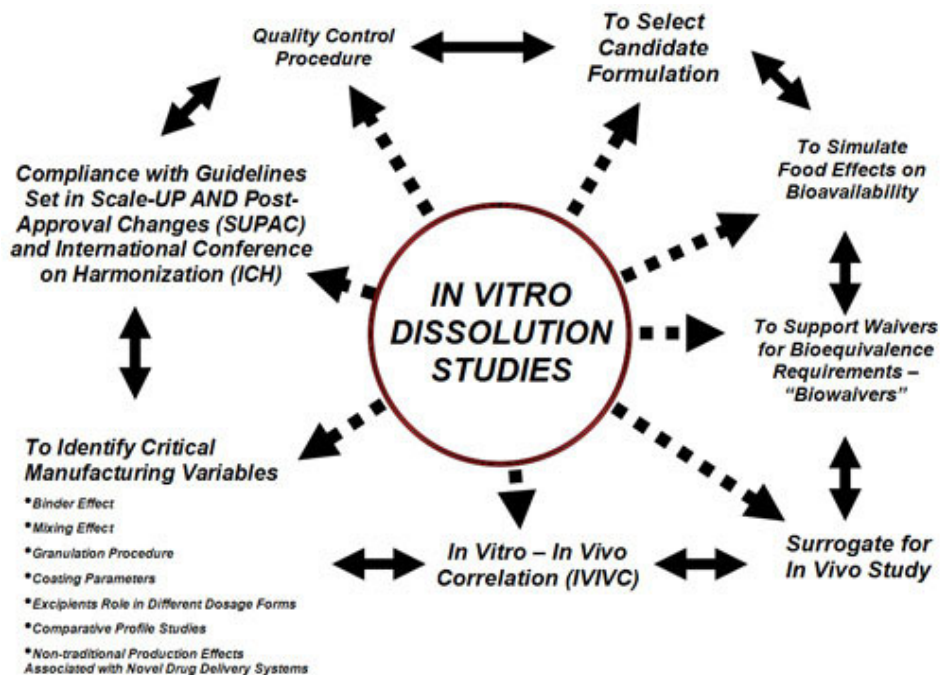 Quality Control
Procedure
To Select
Candidate
Formulation
To Simulate
Food Effects on
Bioavailability
Compliance with Guidelines
Set in Scale-UP AND Post-
Approval Changes (SUPAC)
and International Conference
on Harmonization (ICH)
IN VITRO
DISSOLUTION
STUDIES
To Support Waivers
for Bioequivalence
Requirements –
“Biowaivers”
To Identify Critical
Manufacturing Variables
•Binder Effect
•Mixing Effect
•Granulation Procedure
•Coating Parameters
•Excipients Role in Different Dosage Forms
•Comparative Profile Studies
•Non-traditional Production Effects
Associated with Novel Drug Delivery Systems
In Vitro – In Vivo
Correlation (IVIVC)
Surrogate for
In Vivo Study